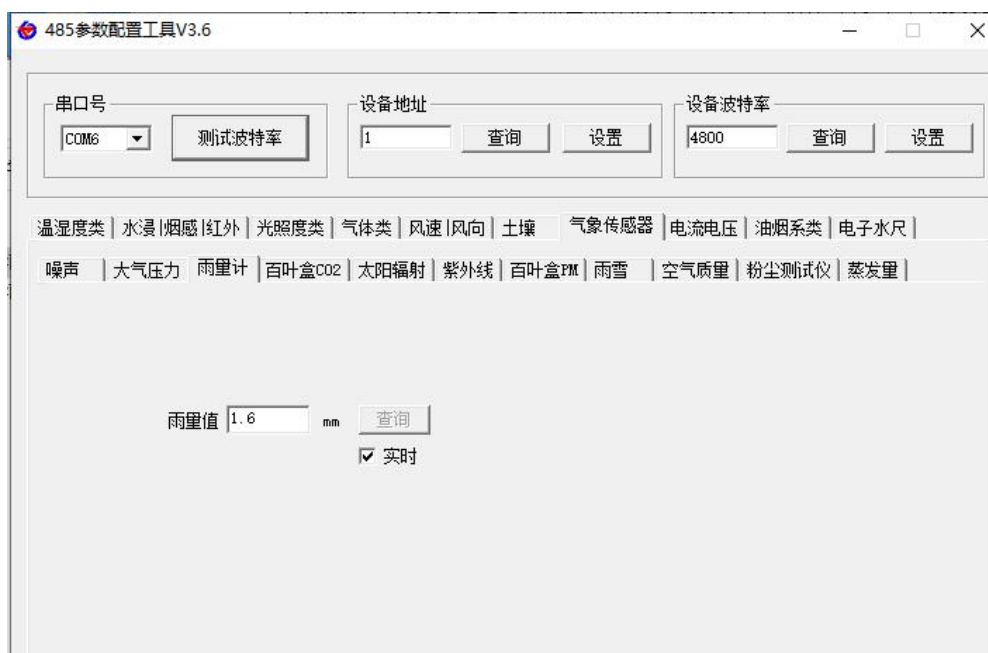 485参数配置工具V3.6
串口号 设备地址 设备波特率
COM6 测试波特率 1 查询 设置 4800 查询 设置
温湿度类 水浸|烟感|红外 光照度类 气体类 风速|风向 土壤 气象传感器 电流电压 油烟系类 电子水尺
噪声 大气压力 雨量计 百叶盒CO2 太阳辐射 紫外线 百叶盒PM 雨雪 空气质量 粉尘测试仪 蒸发量
雨量值 1.6 mm 查询
实时